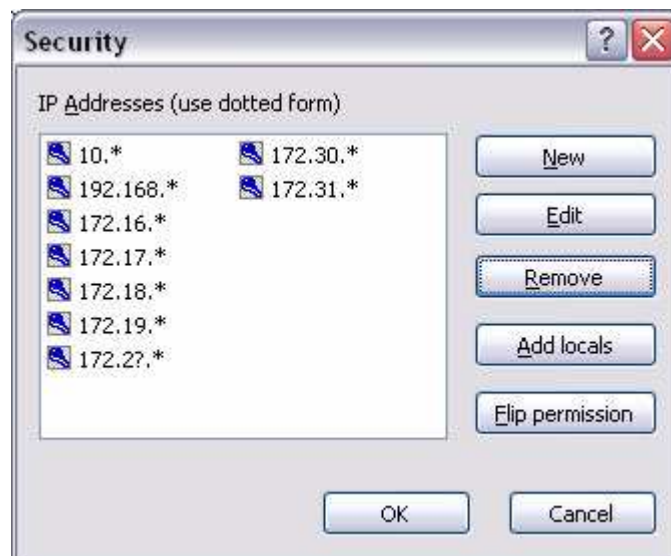 Security
IP Addresses (use dotted form)
10.*
192.168.*
172.16.*
172.17.*
172.18.*
172.19.*
172.2?.*
172.30.*
172.31.*
New
Edit
Remove
Add locals
Flip permission
OK
Cancel